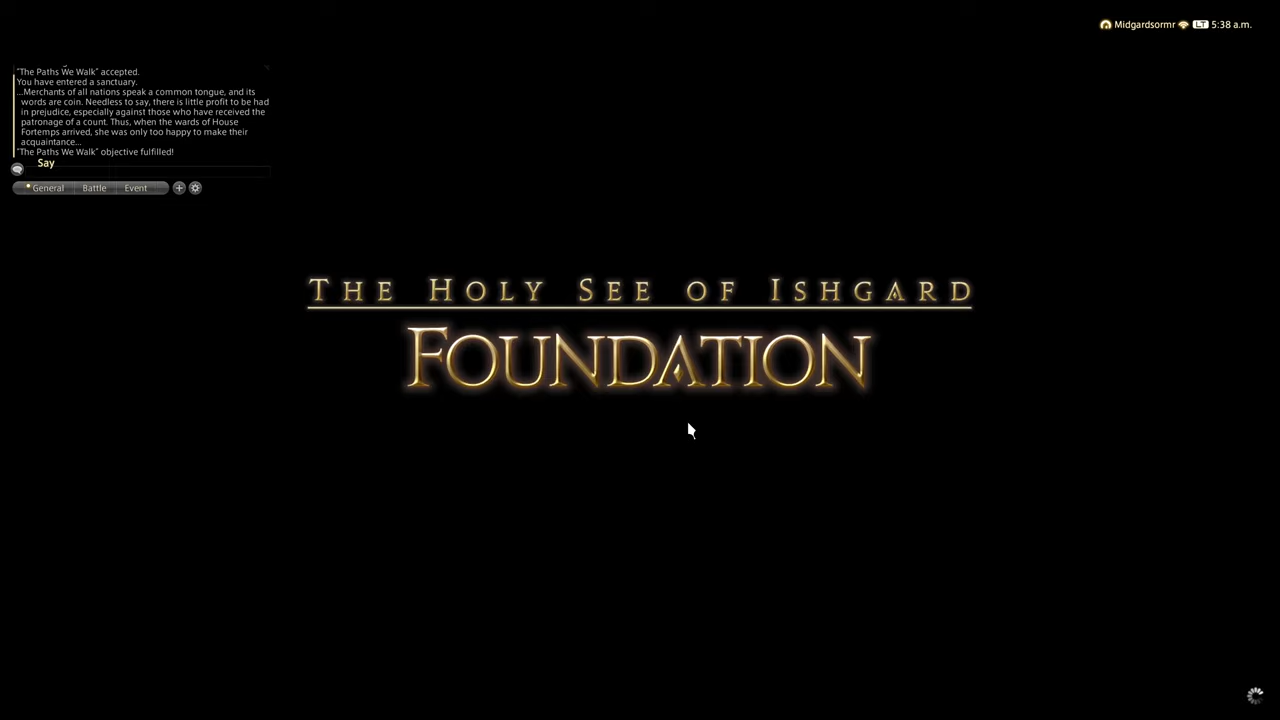 Midgardsormr LT 5:38 a.m.
"The Paths We Walk" accepted.
You have entered a sanctuary.
...Merchants of all nations speak a common tongue, and its
words are coin. Needless to say, there is little profit to be had
in prejudice, especially against those who have received the
patronage of a count. Thus, when the wards of House
Fortemps arrived, she was only too happy to make their
acquaintance...
"The Paths We Walk" objective fulfilled!
Say
General Battle Event
The Holy See of Ishgard
Foundation